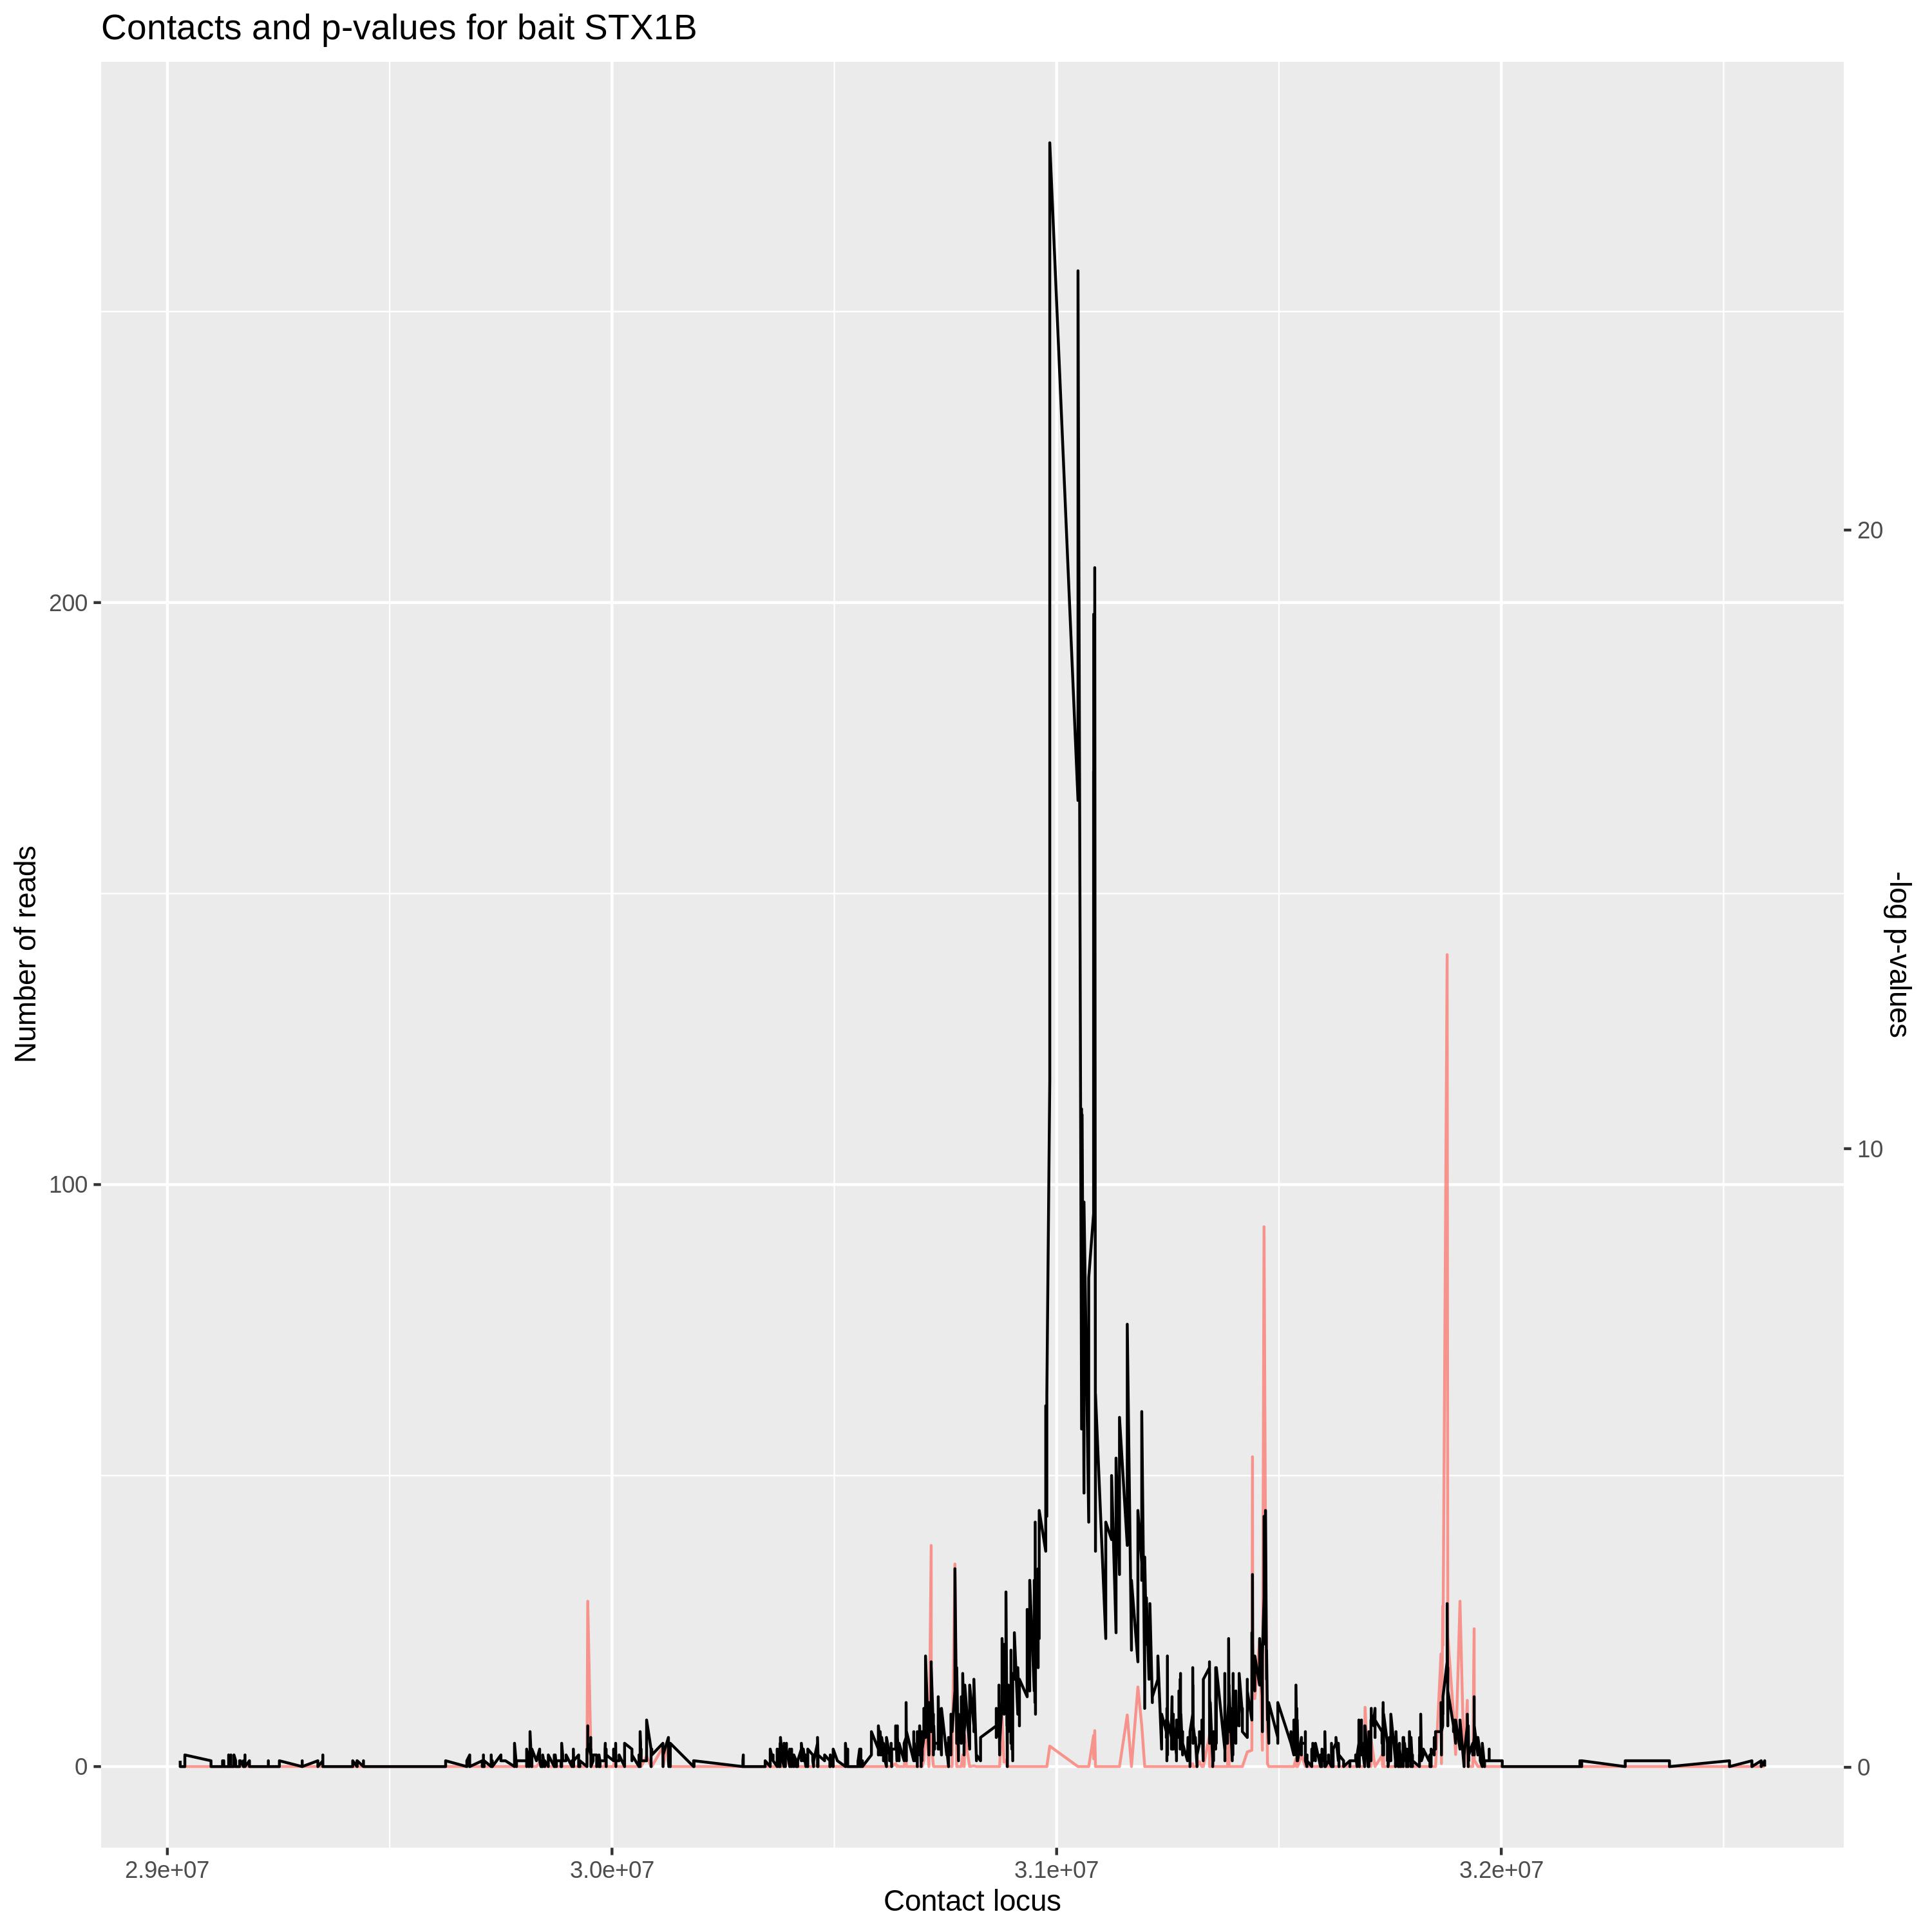 Contacts and p-values for bait STX1B
Number of reads
200
100
0
20
10
0
-log p-values
2.9e+07
3.0e+07
3.1e+07
3.2e+07
Contact locus